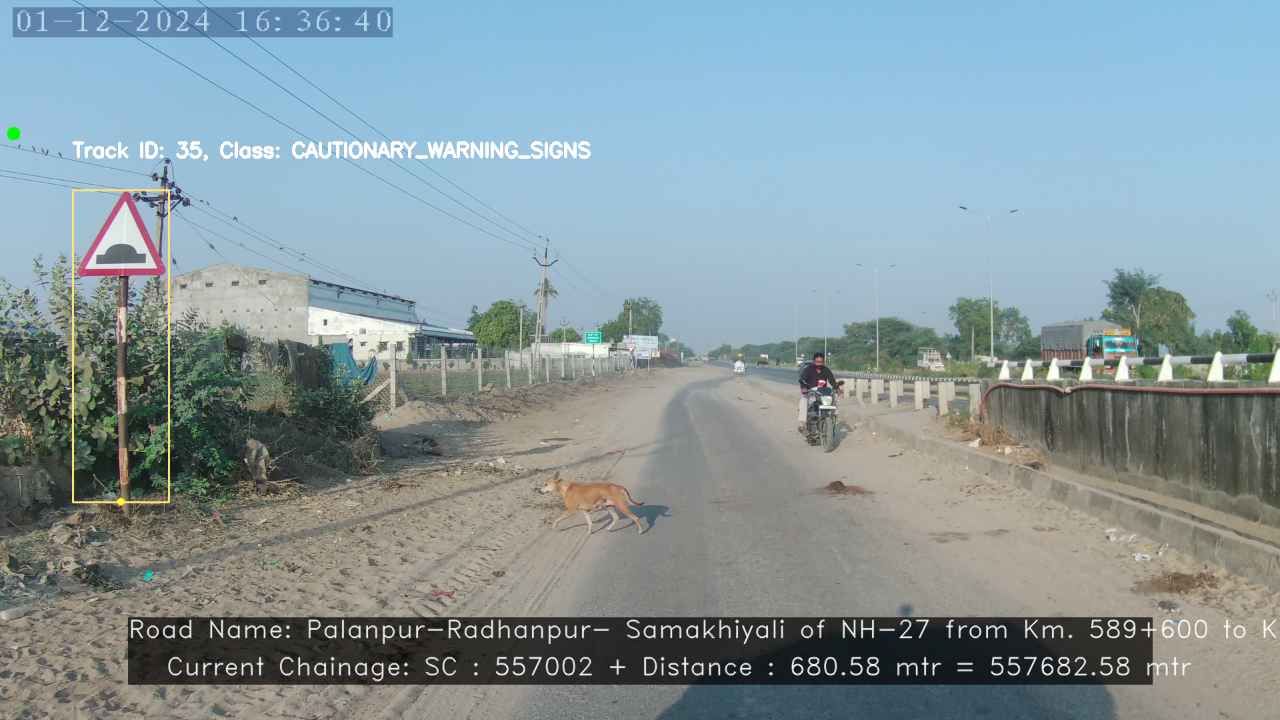 01-12-2024 16:36:40
Track ID: 35, Class: CAUTIONARY_WARNING_SIGNS
Road Name: Palanpur-Radhanpur- Samakhiyali of NH-27 from Km. 589+600 to K
Current Chainage: SC : 557002 + Distance : 680.58 mtr = 557682.58 mtr